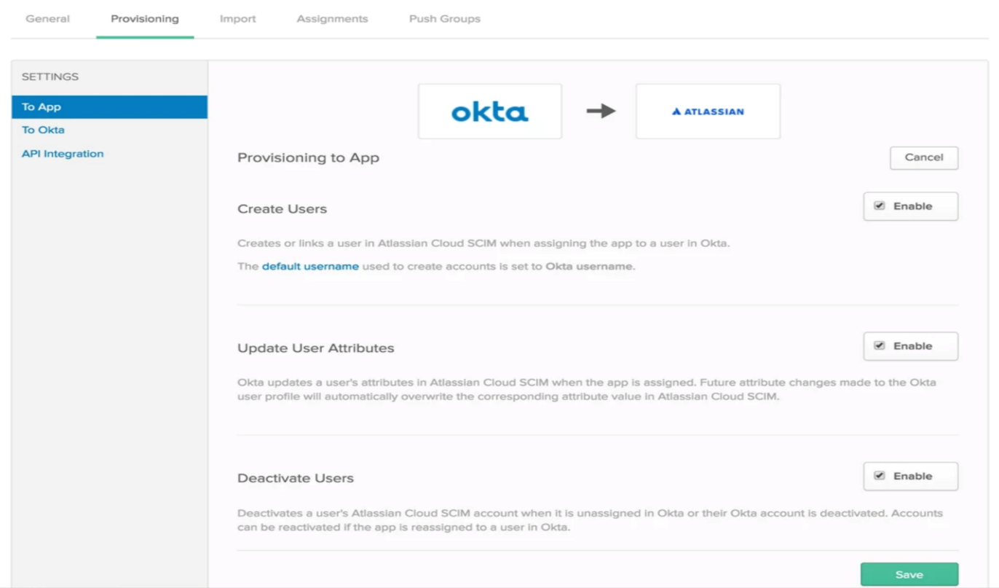 General Provisioning Import Assignments Push Groups
SETTINGS
To App
To Okta
API Integration
okta ATLASSIAN
Provisioning to App Cancel
Create Users Enable
Creates or links a user in Atlassian Cloud SCIM when assigning the app to a user in Okta.
The default username used to create accounts is set to Okta username.
Update User Attributes Enable
Okta updates a user's attributes in Atlassian Cloud SCIM when the app is assigned. Future attribute changes made to the Okta
user profile will automatically overwrite the corresponding attribute value in Atlassian Cloud SCIM.
Deactivate Users Enable
Deactivates a user's Atlassian Cloud SCIM account when it is unassigned in Okta or their Okta account is deactivated. Accounts
can be reactivated if the app is reassigned to a user in Okta.
Save